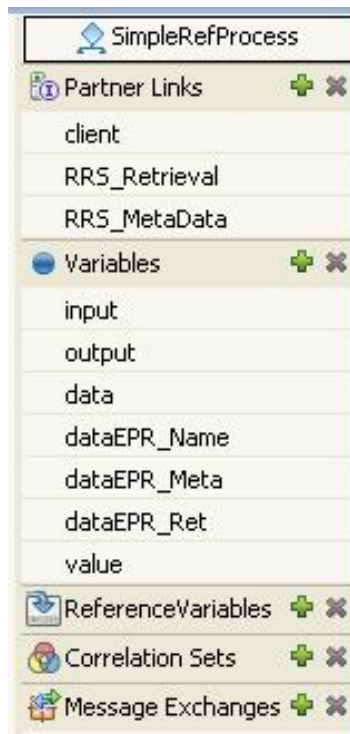 SimpleRefProcess
Partner Links
client
RRS_Retrieval
RRS_MetaData
Variables
input
output
data
dataEPR_Name
dataEPR_Meta
dataEPR_Ret
value
ReferenceVariables
Correlation Sets
Message Exchanges